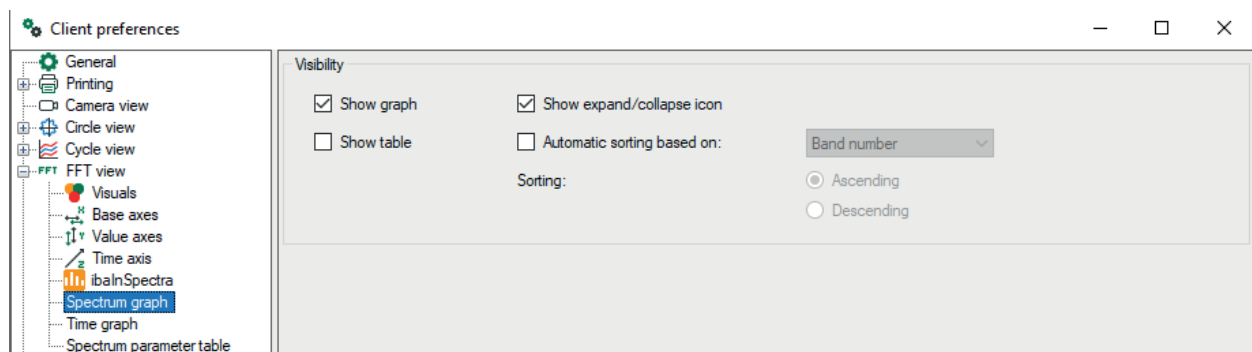 Client preferences
General
Printing
Camera view
Circle view
Cycle view
FFT FFT view
Visuals
X Base axes
Y Value axes
Z Time axis
ibaInSpectra
Spectrum graph
Time graph
Spectrum parameter table
Visibility
Show graph Show expand/collapse icon
Show table Automatic sorting based on: Band number
Sorting: Ascending
Descending